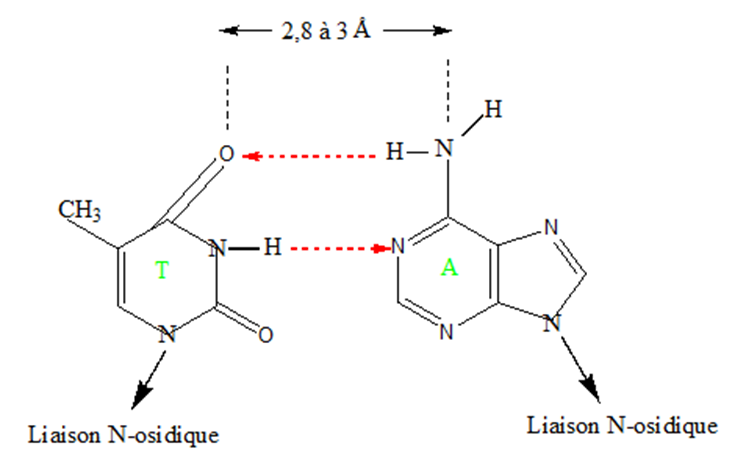 2,8 à 3 Å
H
O
H
N
CH3
N
H
N
N
T
A
N
O
N
N
Liaison N-osidique
Liaison N-osidique